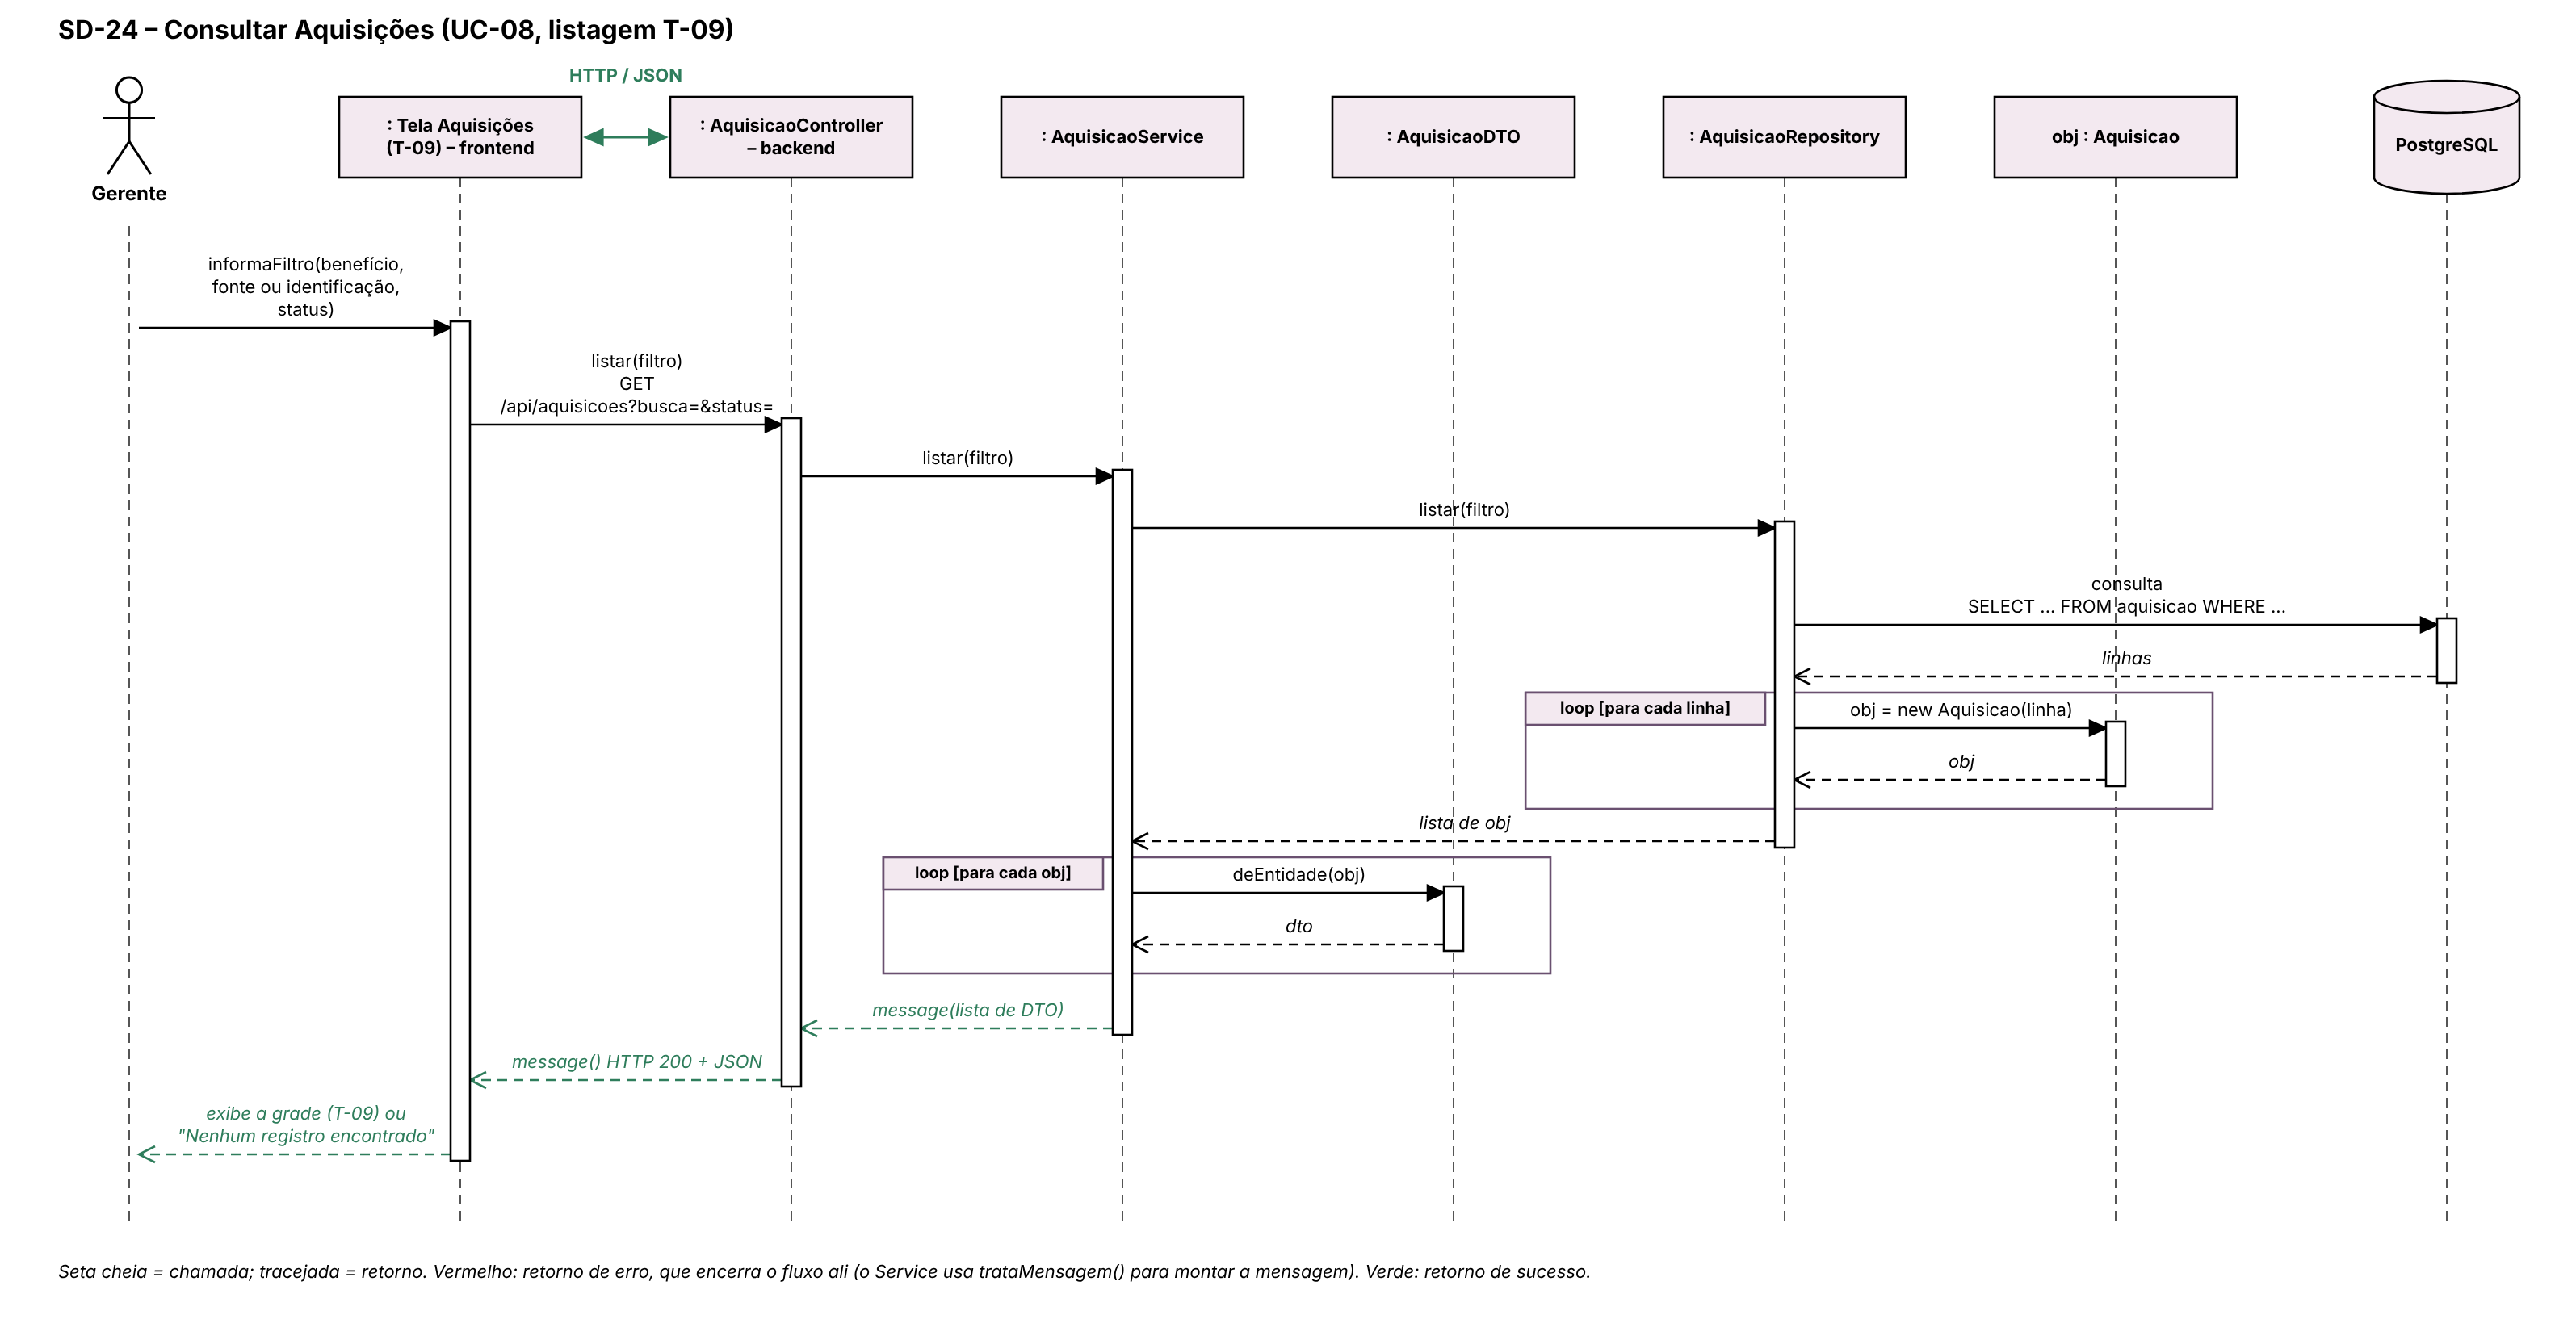 SD-24 – Consultar Aquisições (UC-08, listagem T-09)
HTTP / JSON
Gerente
: Tela Aquisições
(T-09) – frontend
: AquisicaoController
– backend
: AquisicaoService
: AquisicaoDTO
: AquisicaoRepository
obj : Aquisicao
PostgreSQL
informaFiltro(benefício,
fonte ou identificação,
status)
listar(filtro)
GET
/api/aquisicoes?busca=&status=
listar(filtro)
listar(filtro)
consulta
SELECT ... FROM aquisicao WHERE ...
linhas
loop [para cada linha]
obj = new Aquisicao(linha)
obj
lista de obj
loop [para cada obj]
deEntidade(obj)
dto
message(lista de DTO)
message() HTTP 200 + JSON
exibe a grade (T-09) ou
"Nenhum registro encontrado"
Seta cheia = chamada; tracejada = retorno. Vermelho: retorno de erro, que encerra o fluxo ali (o Service usa trataMensagem() para montar a mensagem). Verde: retorno de sucesso.